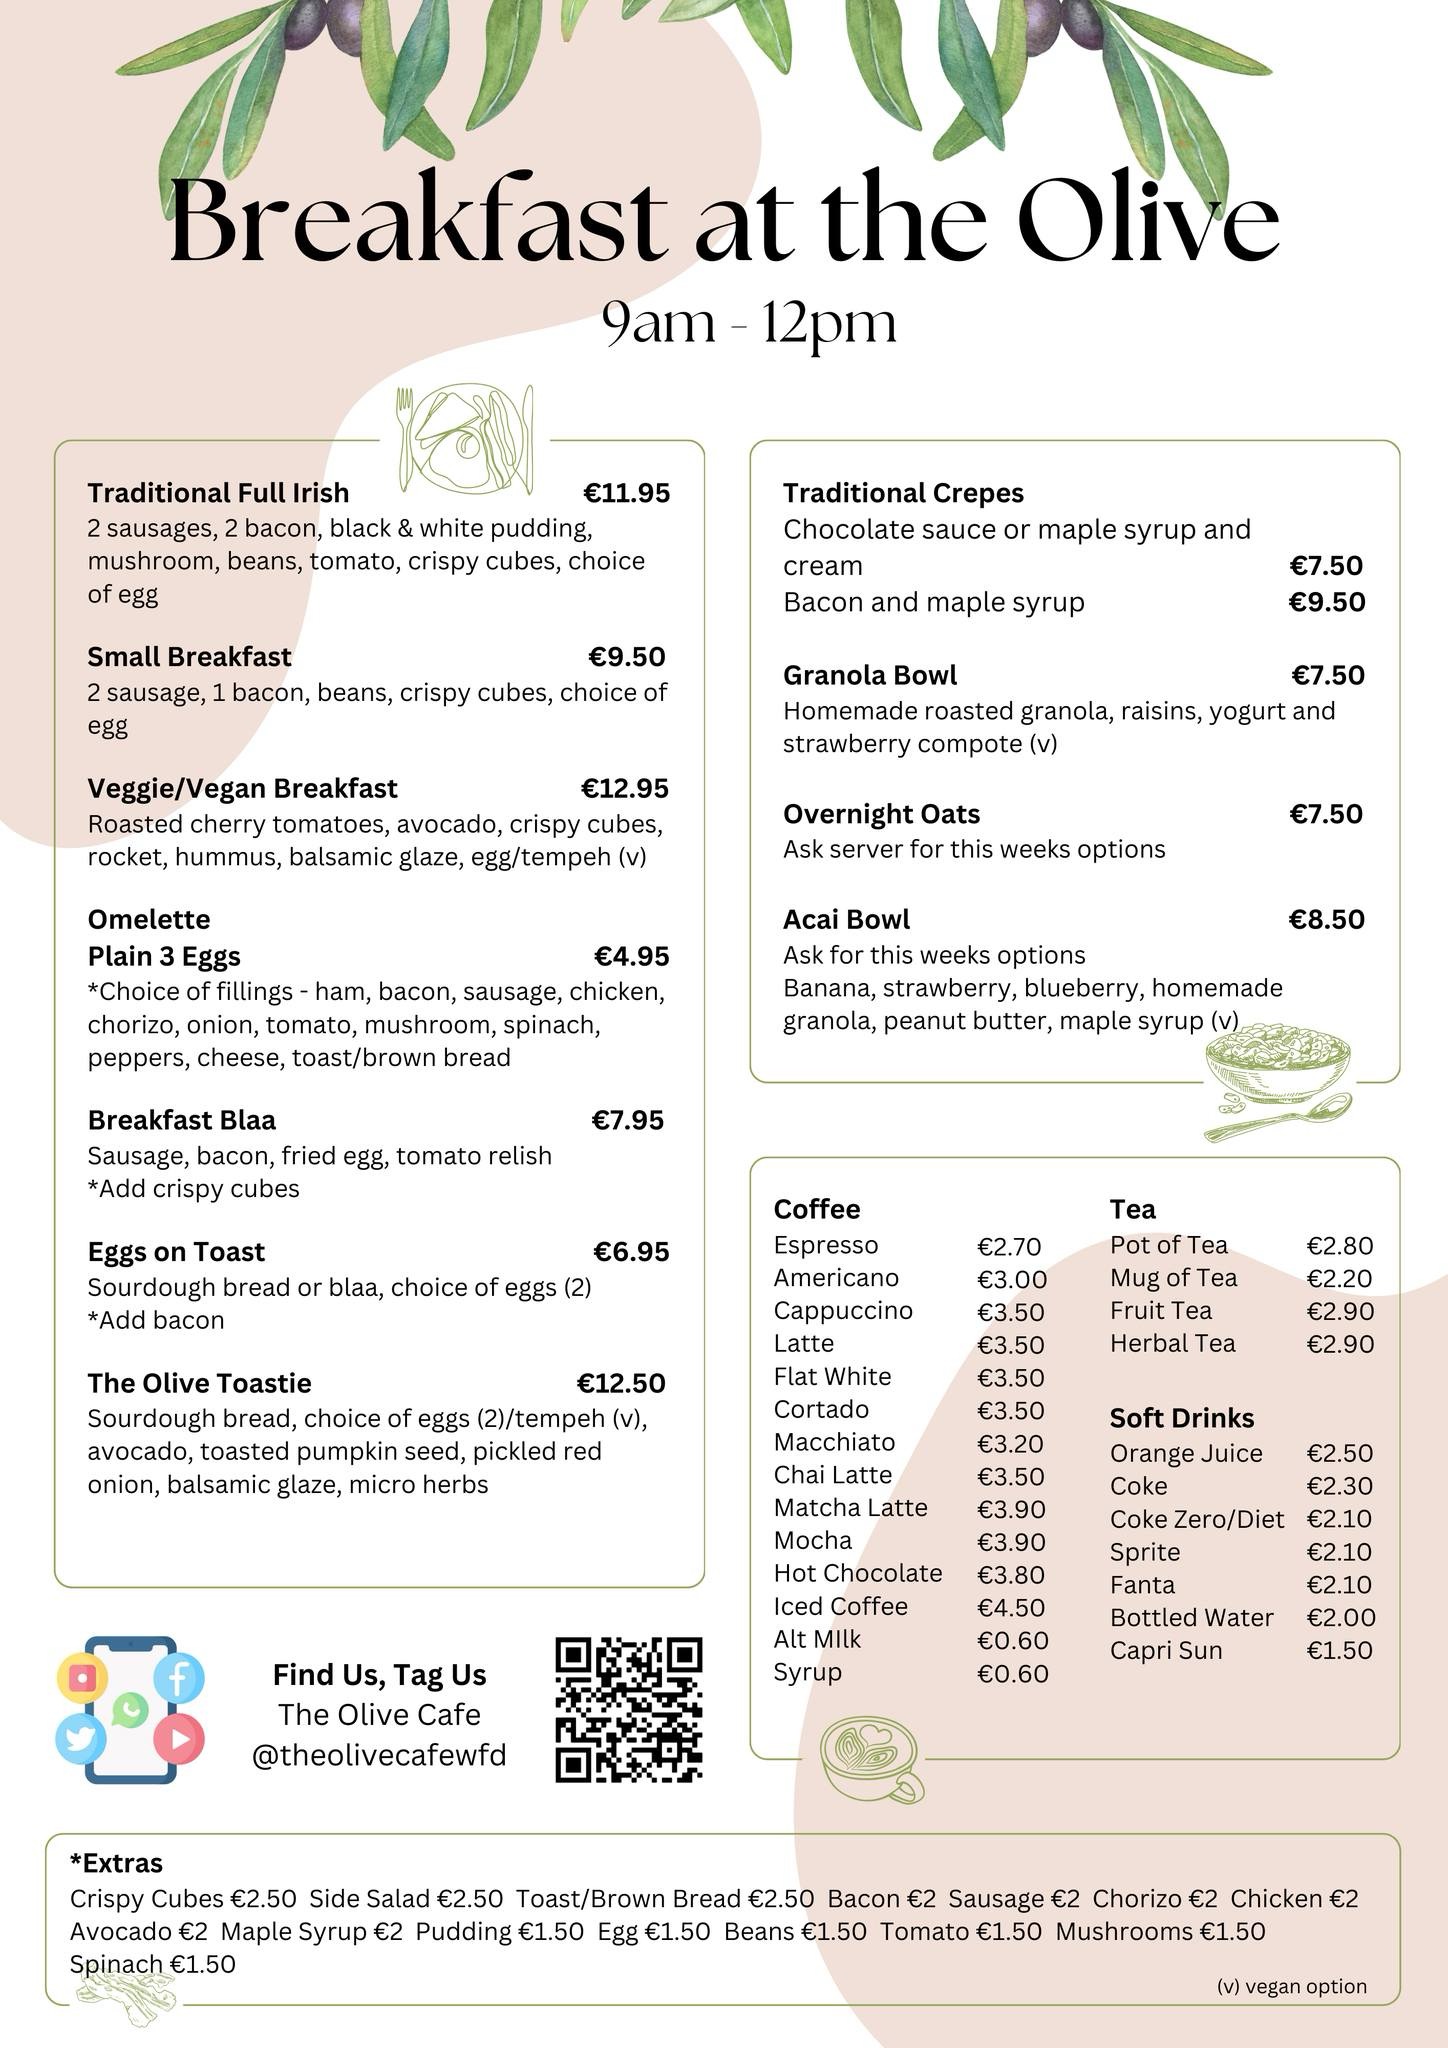 Breakfast at the Olive
9am - 12pm
Traditional Full Irish €11.95
2 sausages, 2 bacon, black & white pudding,
mushroom, beans, tomato, crispy cubes, choice
of egg
Small Breakfast €9.50
2 sausage, 1 bacon, beans, crispy cubes, choice of
egg
Veggie/Vegan Breakfast €12.95
Roasted cherry tomatoes, avocado, crispy cubes,
rocket, hummus, balsamic glaze, egg/tempeh (v)
Omelette
Plain 3 Eggs €4.95
*Choice of fillings - ham, bacon, sausage, chicken,
chorizo, onion, tomato, mushroom, spinach,
peppers, cheese, toast/brown bread
Breakfast Blaa €7.95
Sausage, bacon, fried egg, tomato relish
*Add crispy cubes
Eggs on Toast €6.95
Sourdough bread or blaa, choice of eggs (2)
*Add bacon
The Olive Toastie €12.50
Sourdough bread, choice of eggs (2)/tempeh (v),
avocado, toasted pumpkin seed, pickled red
onion, balsamic glaze, micro herbs
Traditional Crepes
Chocolate sauce or maple syrup and
cream €7.50
Bacon and maple syrup €9.50
Granola Bowl €7.50
Homemade roasted granola, raisins, yogurt and
strawberry compote (v)
Overnight Oats €7.50
Ask server for this weeks options
Acai Bowl €8.50
Ask for this weeks options
Banana, strawberry, blueberry, homemade
granola, peanut butter, maple syrup (v)
Coffee
Espresso €2.70
Americano €3.00
Cappuccino €3.50
Latte €3.50
Flat White €3.50
Cortado €3.50
Macchiato €3.20
Chai Latte €3.50
Matcha Latte €3.90
Mocha €3.90
Hot Chocolate €3.80
Iced Coffee €4.50
Alt MIlk €0.60
Syrup €0.60
Tea
Pot of Tea €2.80
Mug of Tea €2.20
Fruit Tea €2.90
Herbal Tea €2.90
Soft Drinks
Orange Juice €2.50
Coke €2.30
Coke Zero/Diet €2.10
Sprite €2.10
Fanta €2.10
Bottled Water €2.00
Capri Sun €1.50
Find Us, Tag Us
The Olive Cafe
@theolivecafewfd
*Extras
Crispy Cubes €2.50 Side Salad €2.50 Toast/Brown Bread €2.50 Bacon €2 Sausage €2 Chorizo €2 Chicken €2
Avocado €2 Maple Syrup €2 Pudding €1.50 Egg €1.50 Beans €1.50 Tomato €1.50 Mushrooms €1.50
Spinach €1.50
(v) vegan option